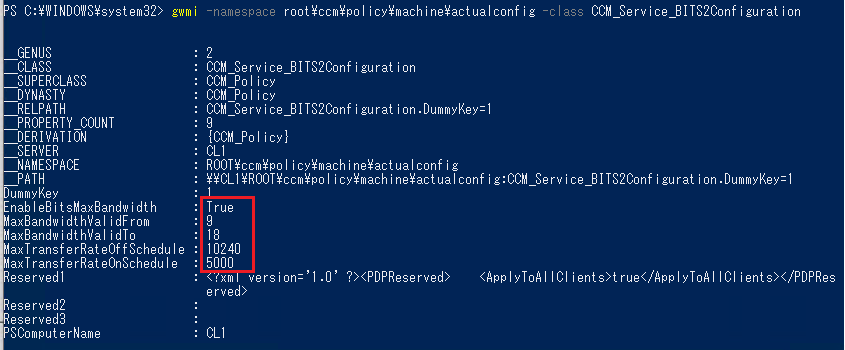 PS C:¥WINDOWS¥system32> gwmi -namespace root¥ccm¥policy¥machine¥actualconfig -class CCM_Service_BITS2Configuration
__GENUS : 2
__CLASS : CCM_Service_BITS2Configuration
__SUPERCLASS : CCM_Policy
__DYNASTY : CCM_Policy
__RELPATH : CCM_Service_BITS2Configuration.DummyKey=1
__PROPERTY_COUNT : 9
__DERIVATION : {CCM_Policy}
__SERVER : CL1
__NAMESPACE : ROOT¥ccm¥policy¥machine¥actualconfig
__PATH : ¥¥CL1¥ROOT¥ccm¥policy¥machine¥actualconfig:CCM_Service_BITS2Configuration.DummyKey=1
DummyKey : 1
EnableBitsMaxBandwidth : True
MaxBandwidthValidFrom : 9
MaxBandwidthValidTo : 18
MaxTransferRateOffSchedule : 10240
MaxTransferRateOnSchedule : 5000
Reserved1 : <?xml version='1.0' ?><PDPReserved>    <ApplyToAllClients>true</ApplyToAllClients></PDPRes
erved>
Reserved2 :
Reserved3 :
PSComputerName : CL1